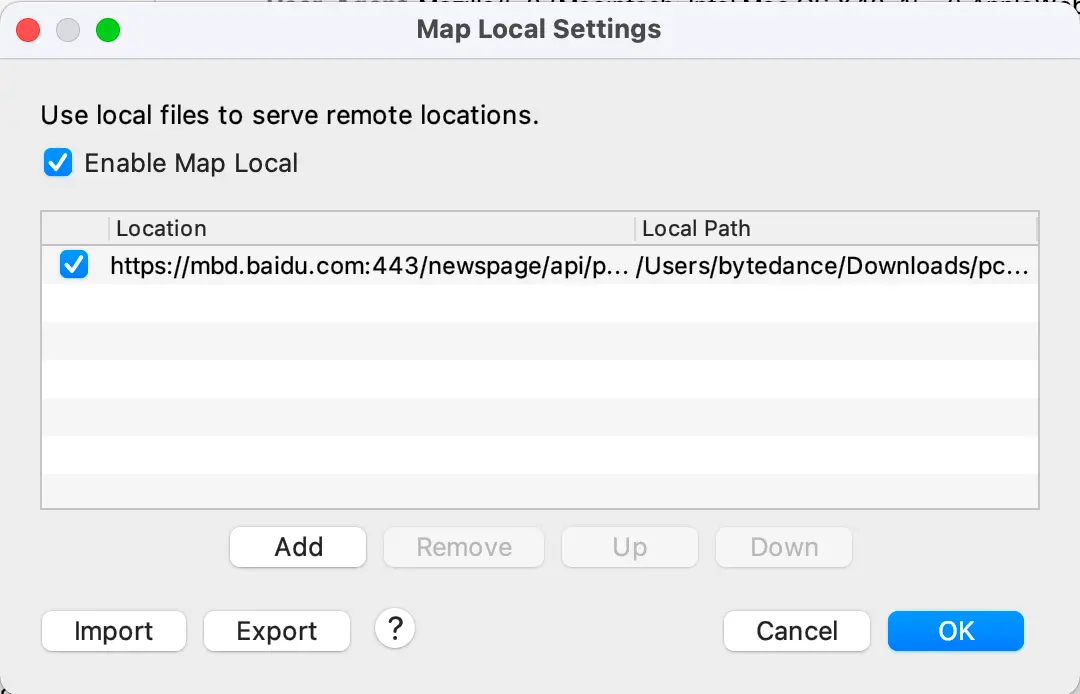 Map Local Settings
Use local files to serve remote locations.
Enable Map Local
Location Local Path
https://mbd.baidu.com:443/newspage/api/p... /Users/bytedance/Downloads/pc...
Add Remove Up Down
Import Export ? Cancel OK